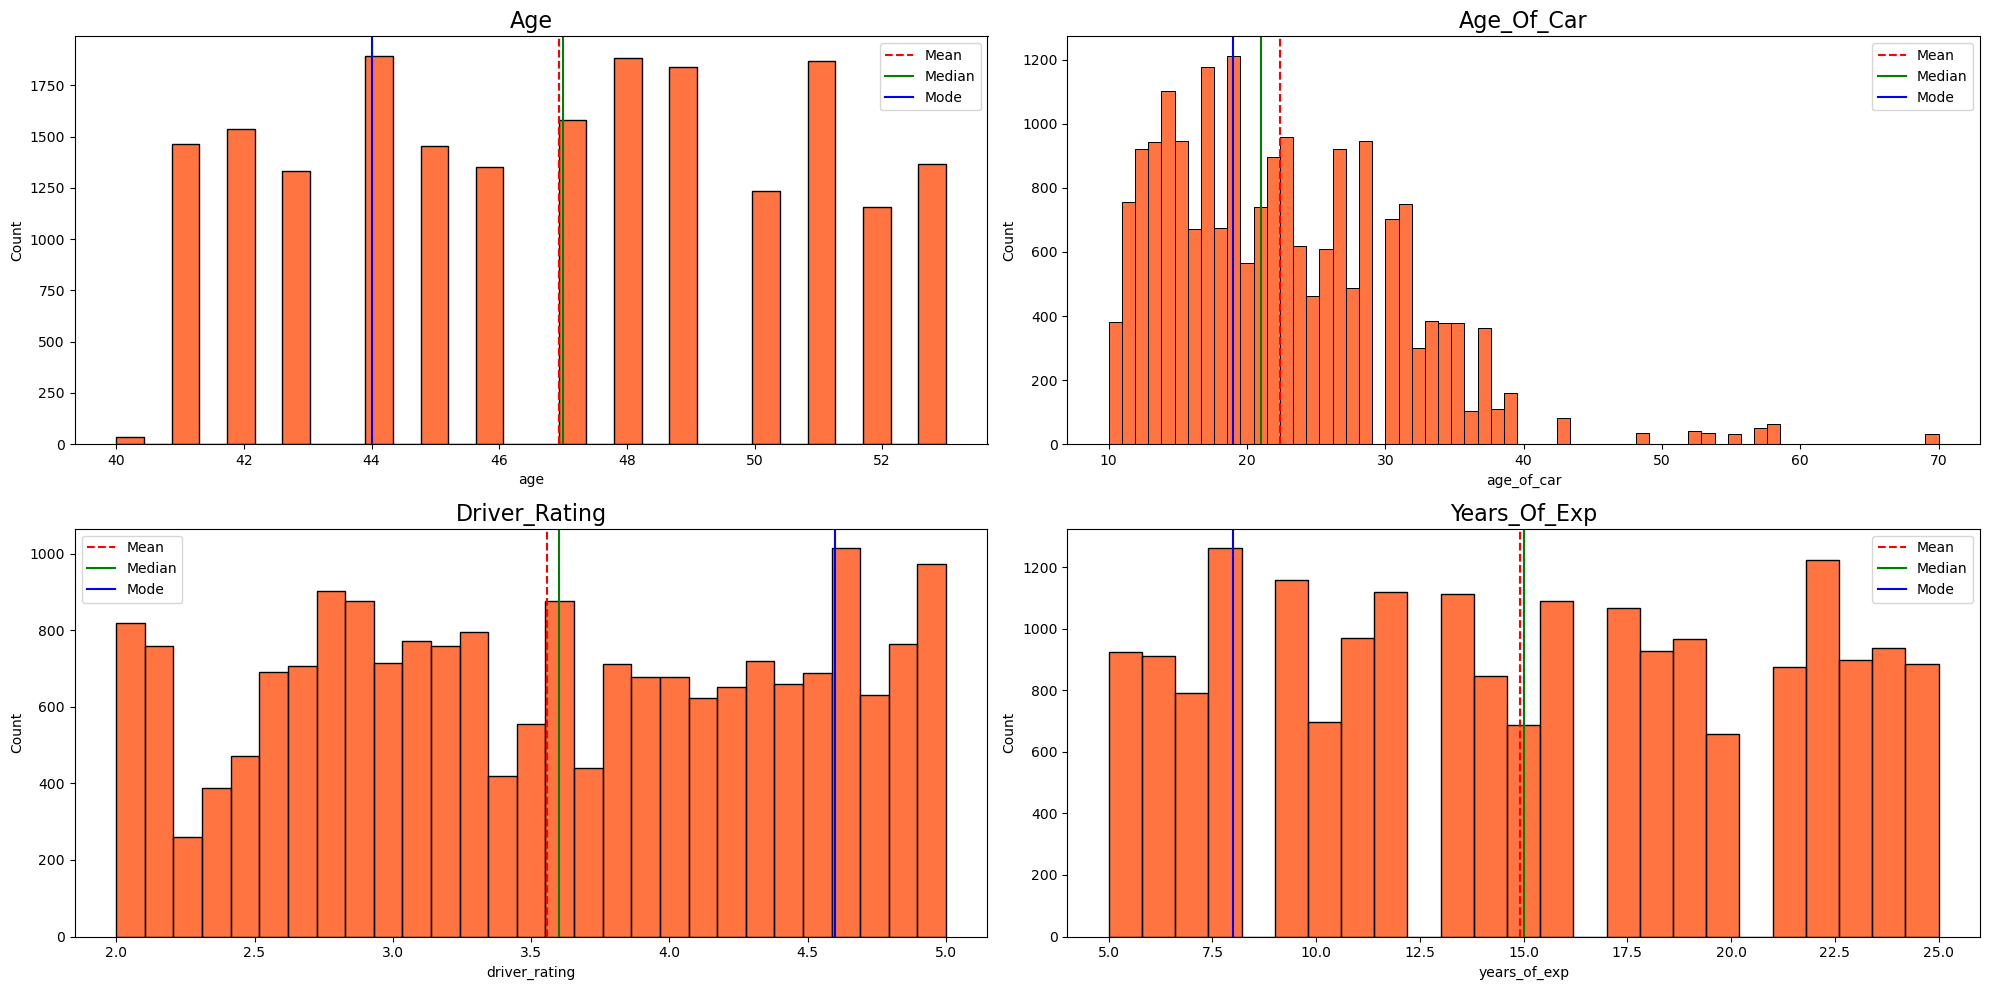 Age
Mean
Median
Mode
Count
1750
1500
1250
1000
750
500
250
0
40 42 44 46 48 50 52
age
Age_Of_Car
Mean
Median
Mode
Count
1200
1000
800
600
400
200
0
10 20 30 40 50 60 70
age_of_car
Driver_Rating
Mean
Median
Mode
Count
1000
800
600
400
200
0
2.0 2.5 3.0 3.5 4.0 4.5 5.0
driver_rating
Years_Of_Exp
Mean
Median
Mode
Count
1200
1000
800
600
400
200
0
5.0 7.5 10.0 12.5 15.0 17.5 20.0 22.5 25.0
years_of_exp